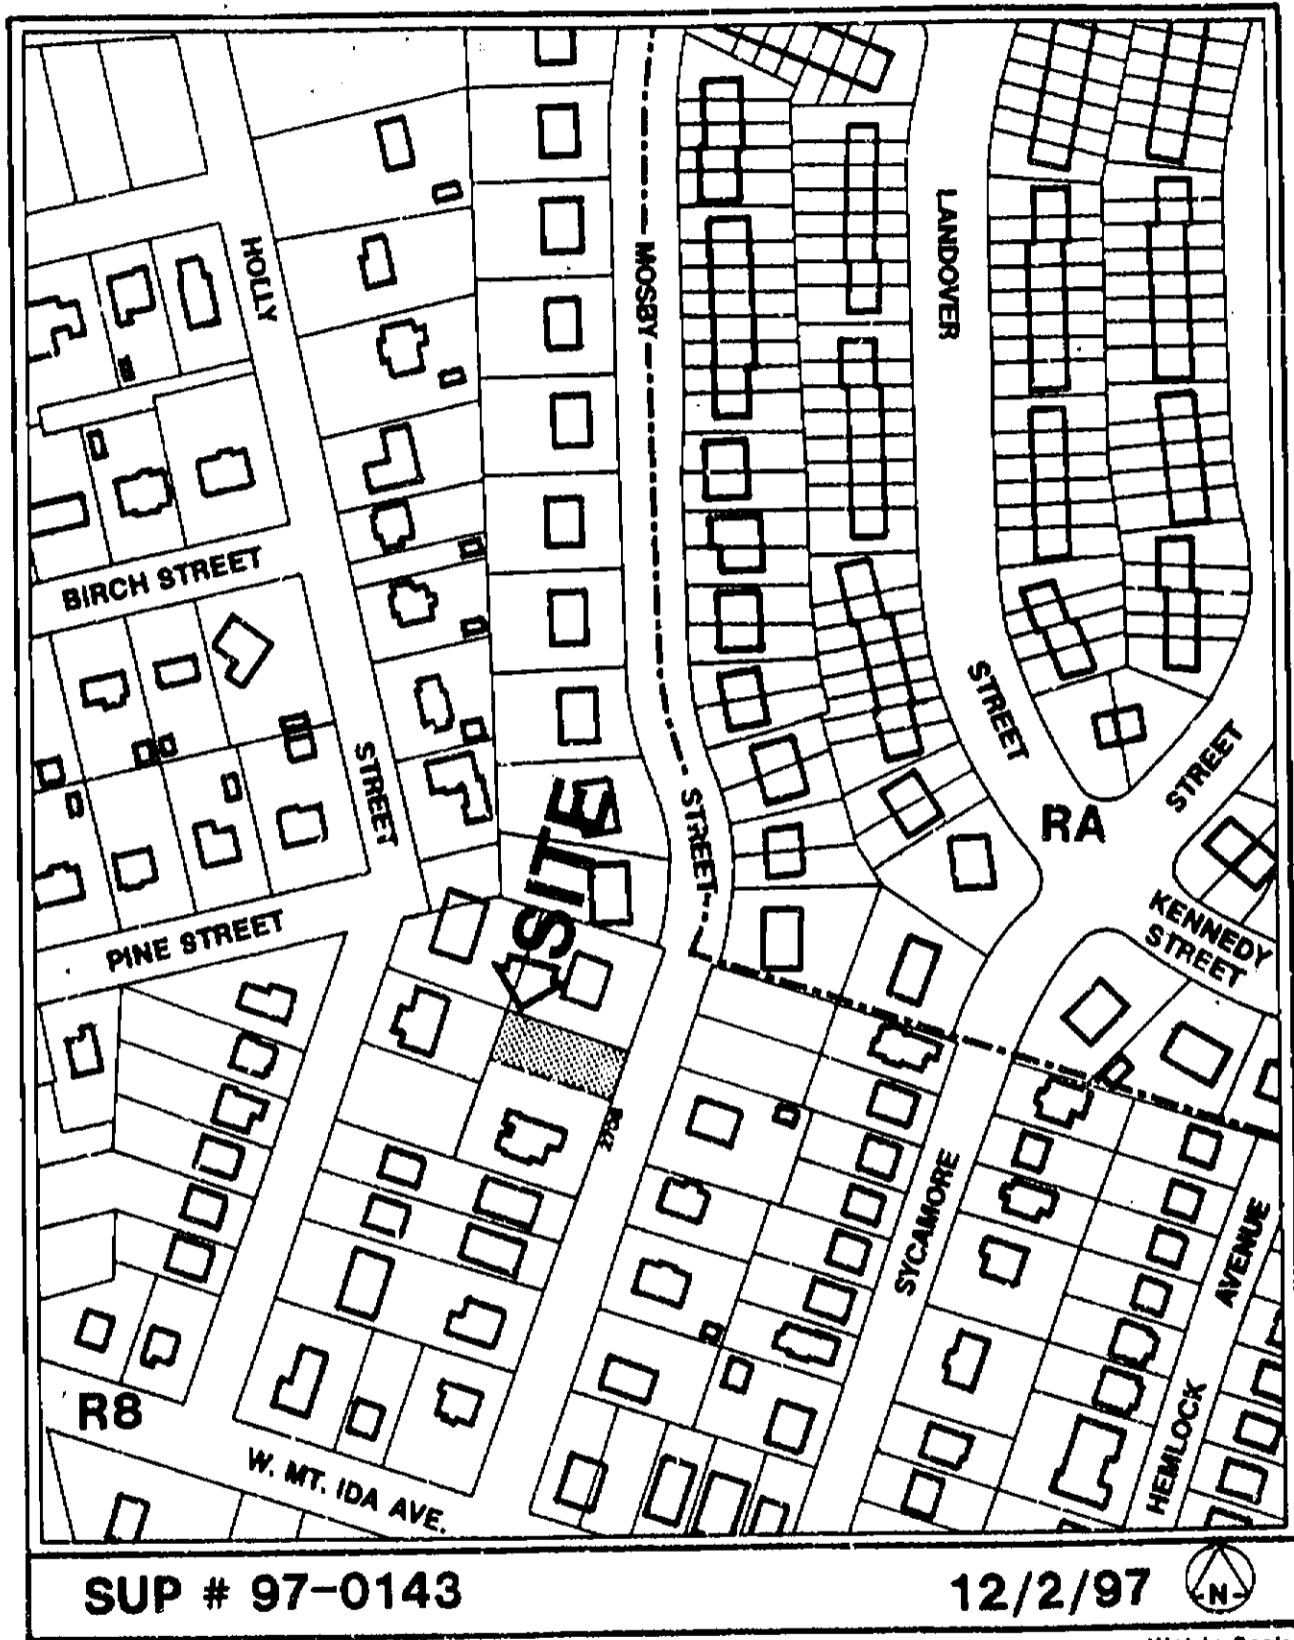 HOLLY
STREET
MOSBY
STREET
LANDOVER
STREET
STREET
BIRCH STREET
PINE STREET
SITE
RA
KENNEDY
STREET
SYCAMORE
AVENUE
HEMLOCK
R8
W. MT. IDA AVE.
SUP # 97-0143
12/2/97
N